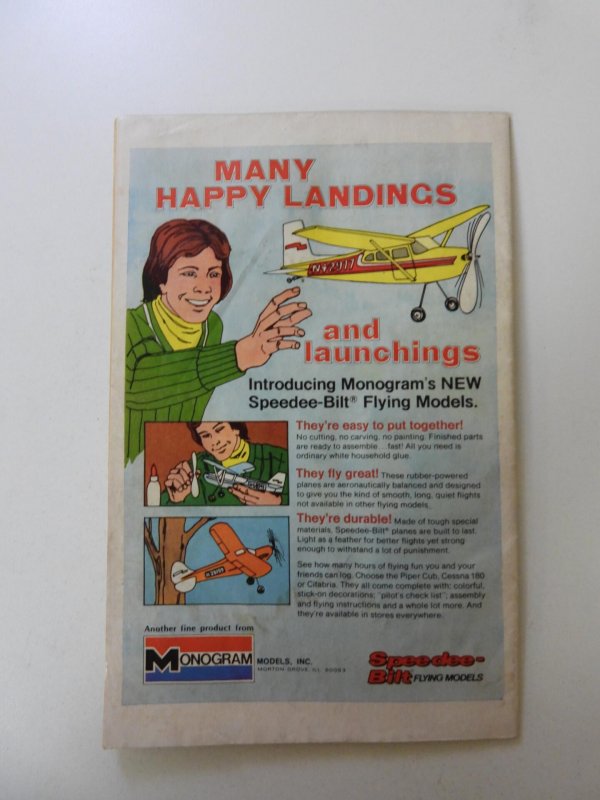 MANY
HAPPY LANDINGS
and
launchings
Introducing Monogram's NEW
Speedee-Bilt® Flying Models.
They're easy to put together!
No cutting, no carving, no painting. Finished parts
are ready to assemble...fast! All you need is
ordinary white household glue.
They fly great! These rubber-powered
planes are aeronautically balanced and designed
to give you the kind of smooth, long, quiet flights
not available in other flying models.
They're durable! Made of tough special
materials, Speedee-Bilt® planes are built to last.
Light as a feather for better flights yet strong
enough to withstand a lot of punishment.
See how many hours of flying fun you and your
friends can log. Choose the Piper Cub, Cessna 180
or Citabria. They all come complete with: colorful,
stick-on decorations; "pilot's check list"; assembly
and flying instructions and a whole lot more. And
they're available in stores everywhere.
Another fine product from
MONOGRAM MODELS, INC.
MORTON GROVE, ILL. 60053
Speedee-
Bilt FLYING MODELS